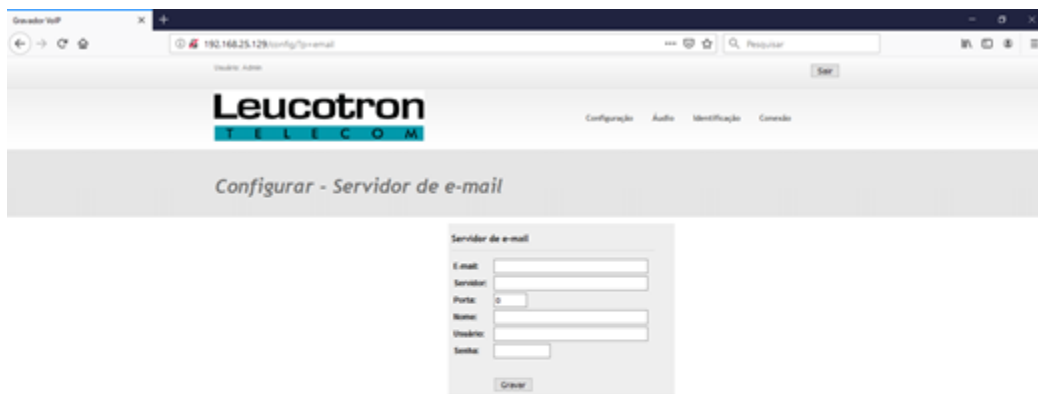 Gravador VoIP
192.168.25.129/config/?p=email
Pesquisar
Usuário: Admin
Sair
Leucotron
TELECOM
Configuração Áudio Identificação Conexão
Configurar - Servidor de e-mail
Servidor de e-mail
E-mail:
Servidor:
Porta: 0
Nome:
Usuário:
Senha:
Gravar